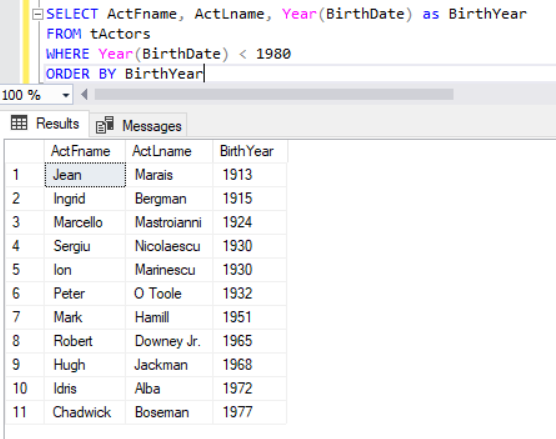 SELECT ActFname, ActLname, Year(BirthDate) as BirthYear
FROM tActors
WHERE Year(BirthDate) < 1980
ORDER BY BirthYear
100 %
Results Messages
ActFname ActLname BirthYear
1 Jean Marais 1913
2 Ingrid Bergman 1915
3 Marcello Mastroianni 1924
4 Sergiu Nicolaescu 1930
5 Ion Marinescu 1930
6 Peter O Toole 1932
7 Mark Hamill 1951
8 Robert Downey Jr. 1965
9 Hugh Jackman 1968
10 Idris Alba 1972
11 Chadwick Boseman 1977